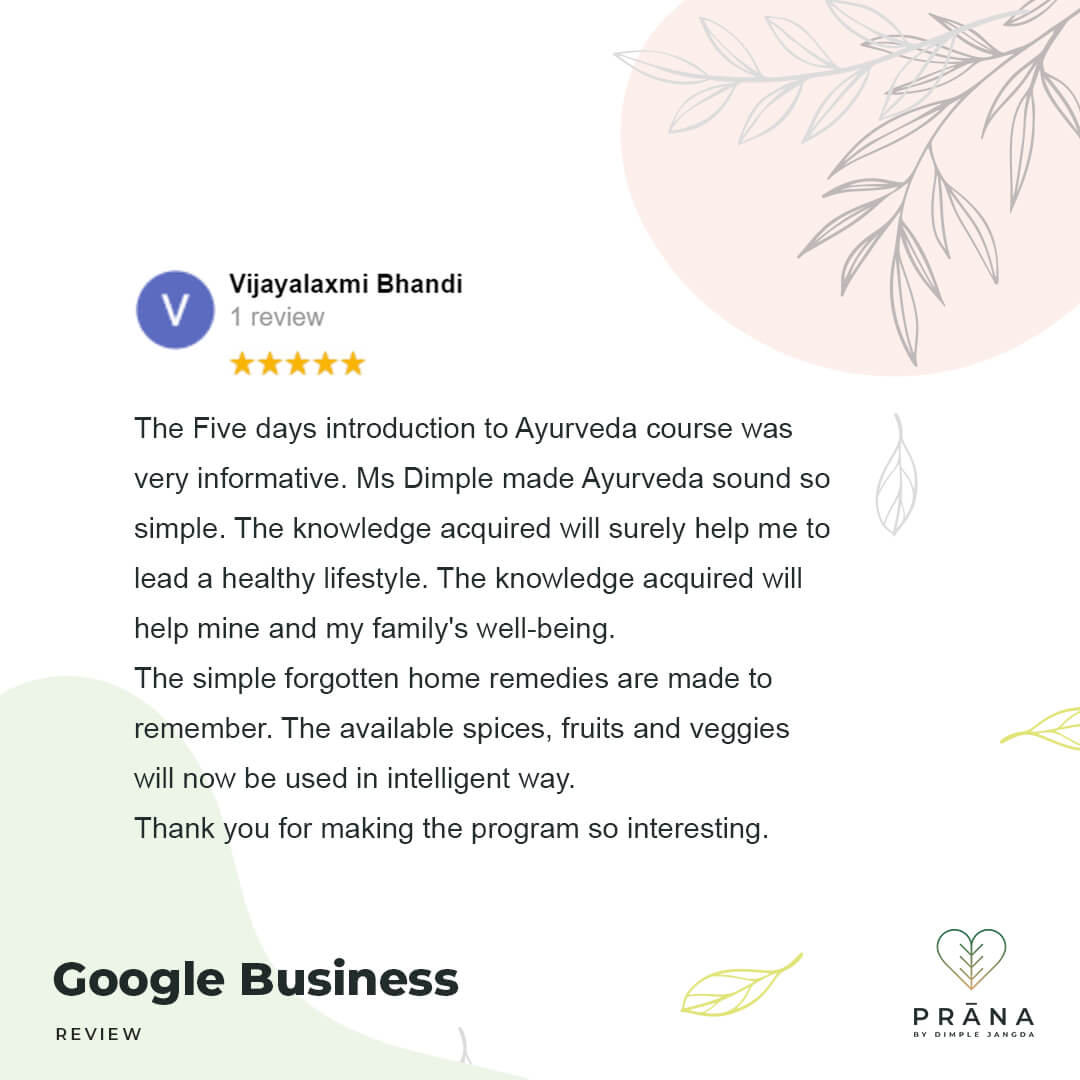 V
Vijayalaxmi Bhandi
1 review
The Five days introduction to Ayurveda course was
very informative. Ms Dimple made Ayurveda sound so
simple. The knowledge acquired will surely help me to
lead a healthy lifestyle. The knowledge acquired will
help mine and my family's well-being.
The simple forgotten home remedies are made to
remember. The available spices, fruits and veggies
will now be used in intelligent way.
Thank you for making the program so interesting.
Google Business
REVIEW
PRĀNA
BY DIMPLE JANGDA